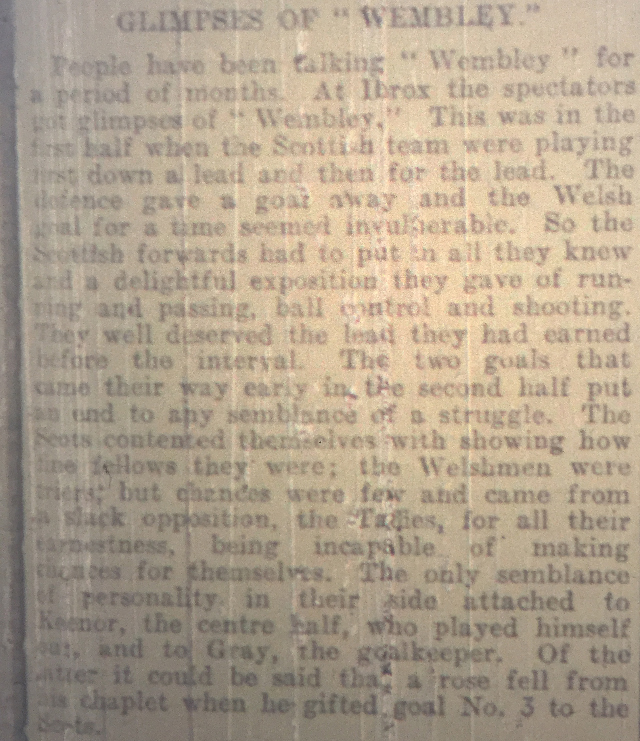 GLIMPSES OF "WEMBLEY."
People have been talking "Wembley" for
a period of months. At Ibrox the spectators
got glimpses of "Wembley." This was in the
first half when the Scottish team were playing
first down a lead and then for the lead. The
defence gave a goal away and the Welsh
goal for a time seemed invulnerable. So the
Scottish forwards had to put in all they knew
and a delightful exposition they gave of run-
ning and passing, ball control and shooting.
They well deserved the lead they had earned
before the interval. The two goals that
came their way early in the second half put
an end to any semblance of a struggle. The
Scots contented themselves with showing how
fine fellows they were; the Welshmen were
triers; but chances were few and came from
a slack opposition, the Taffies, for all their
earnestness, being incapable of making
chances for themselves. The only semblance
of personality in their side attached to
Keenor, the centre half, who played himself
out, and to Gray, the goalkeeper. Of the
latter it could be said that a rose fell from
his chaplet when he gifted goal No. 3 to the
Scots.